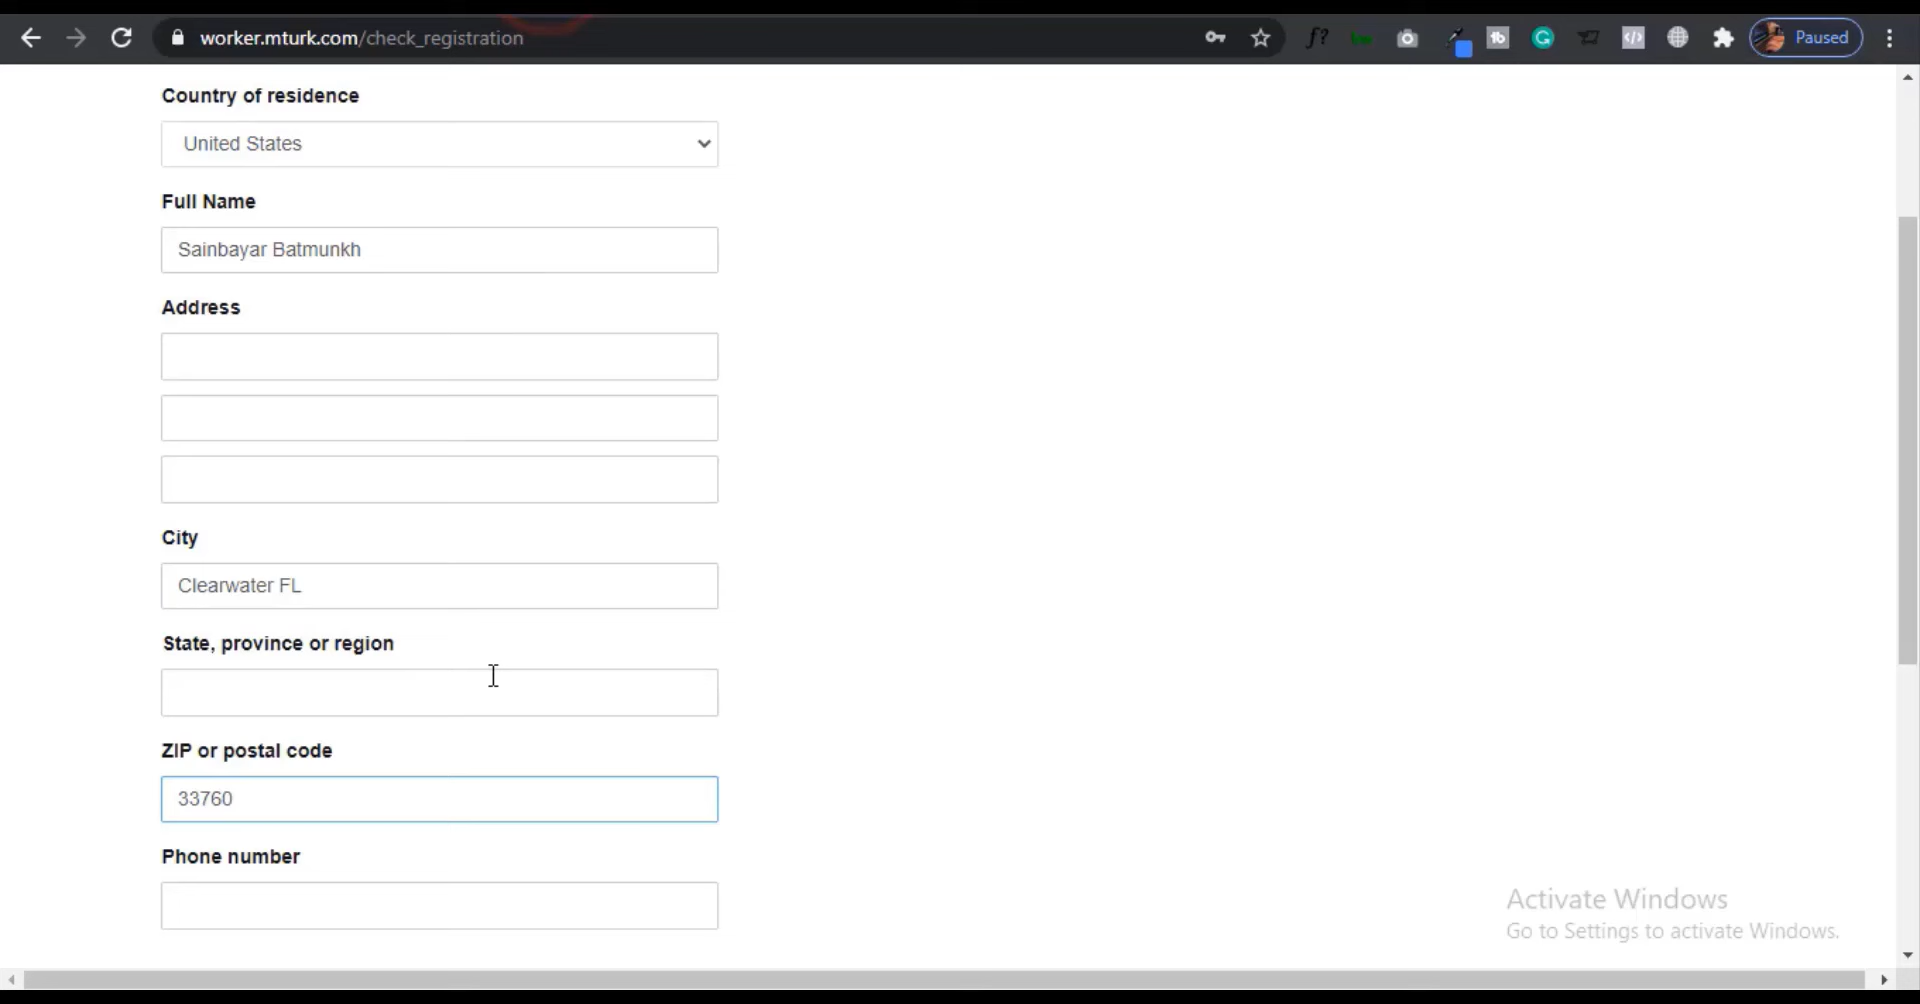 worker.mturk.com/check_registration
Paused
Country of residence
United States
Full Name
Sainbayar Batmunkh
Address
City
Clearwater FL
State, province or region
ZIP or postal code
33760
Phone number
Activate Windows
Go to Settings to activate Windows.